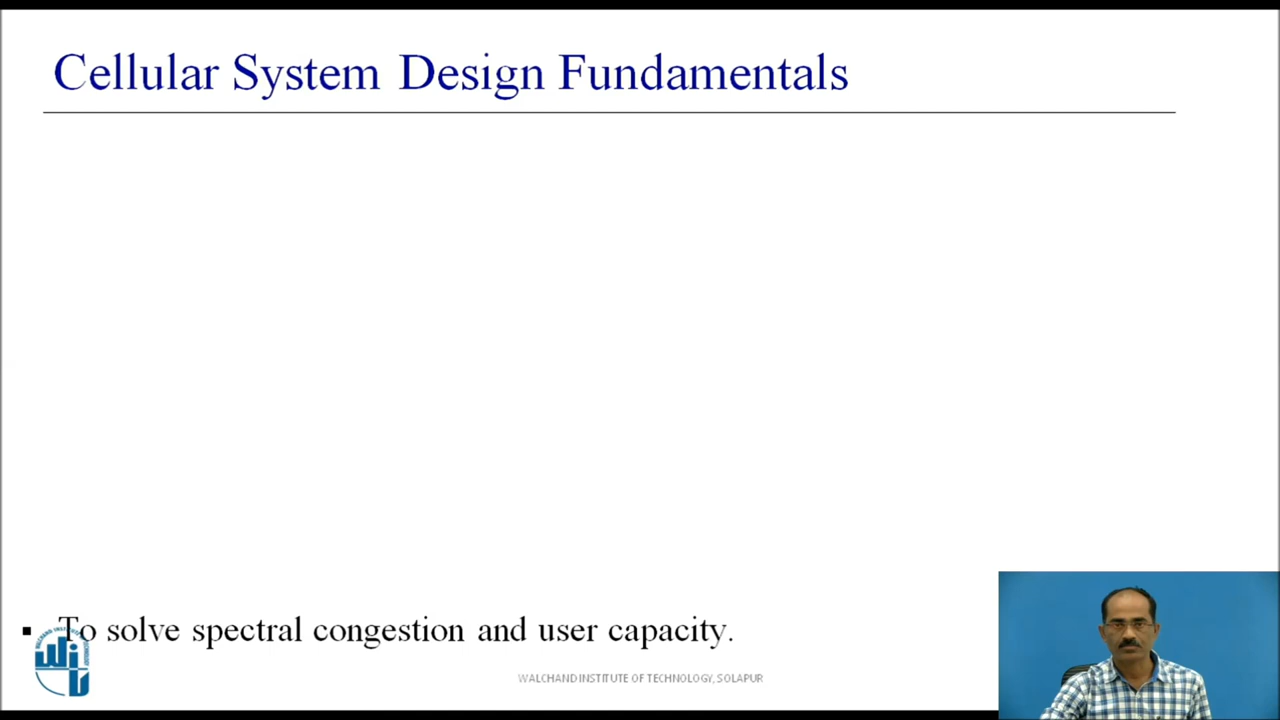 Cellular System Design Fundamentals
▪ To solve spectral congestion and user capacity.
WALCHAND INSTITUTE OF TECHNOLOGY, SOLAPUR